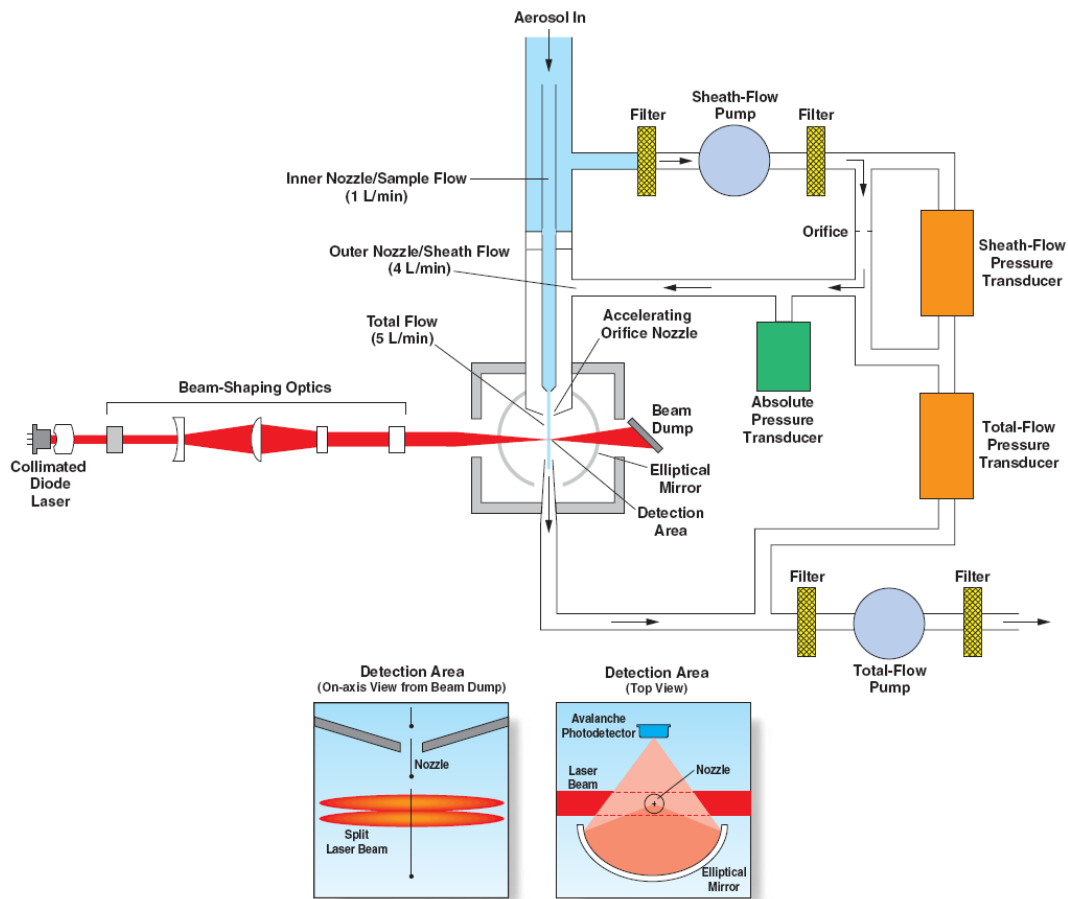 Aerosol In
Sheath-Flow
Pump
Filter
Filter
Inner Nozzle/Sample Flow
(1 L/min)
Outer Nozzle/Sheath Flow
(4 L/min)
Orifice
Sheath-Flow
Pressure
Transducer
Total Flow
(5 L/min)
Accelerating
Orifice Nozzle
Beam-Shaping Optics
Absolute
Pressure
Transducer
Beam
Dump
Total-Flow
Pressure
Transducer
Collimated
Diode
Laser
Elliptical
Mirror
Detection
Area
Filter
Filter
Total-Flow
Pump
Detection Area
(On-axis View from Beam Dump)
Nozzle
Split
Laser Beam
Detection Area
(Top View)
Avalanche
Photodetector
Laser
Beam
Nozzle
Elliptical
Mirror